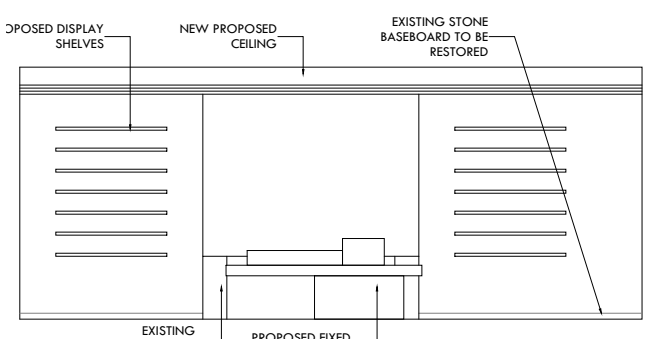 OPOSED DISPLAY
SHELVES
NEW PROPOSED
CEILING
EXISTING STONE
BASEBOARD TO BE
RESTORED
EXISTING
PROPOSED FIXED